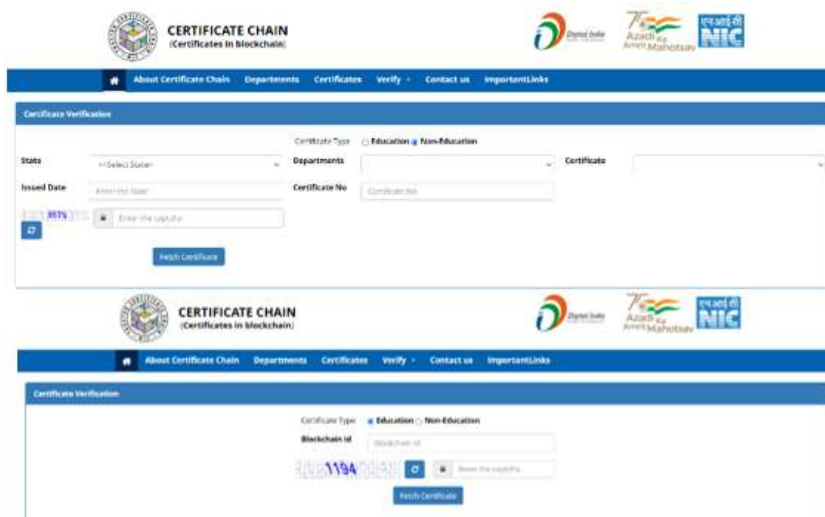 CERTIFICATE CHAIN
(Certificates in blockchain)
Digital India
Azadi Ka
Amrit Mahotsav
एन आई सी
NIC
About Certificate Chain Departments Certificates Verify Contact us ImportantLinks
Certificate Verification
Certificate Type Education Non-Education
State <<Select State>> Departments Certificate
Issued Date Enter the Date Certificate No Certificate No
Enter the captcha
Fetch Certificate
CERTIFICATE CHAIN
(Certificates in blockchain)
Digital India
Azadi Ka
Amrit Mahotsav
एन आई सी
NIC
About Certificate Chain Departments Certificates Verify Contact us ImportantLinks
Certificate Verification
Certificate Type Education Non-Education
Blockchain Id Blockchain Id
1194 Enter the captcha
Fetch Certificate